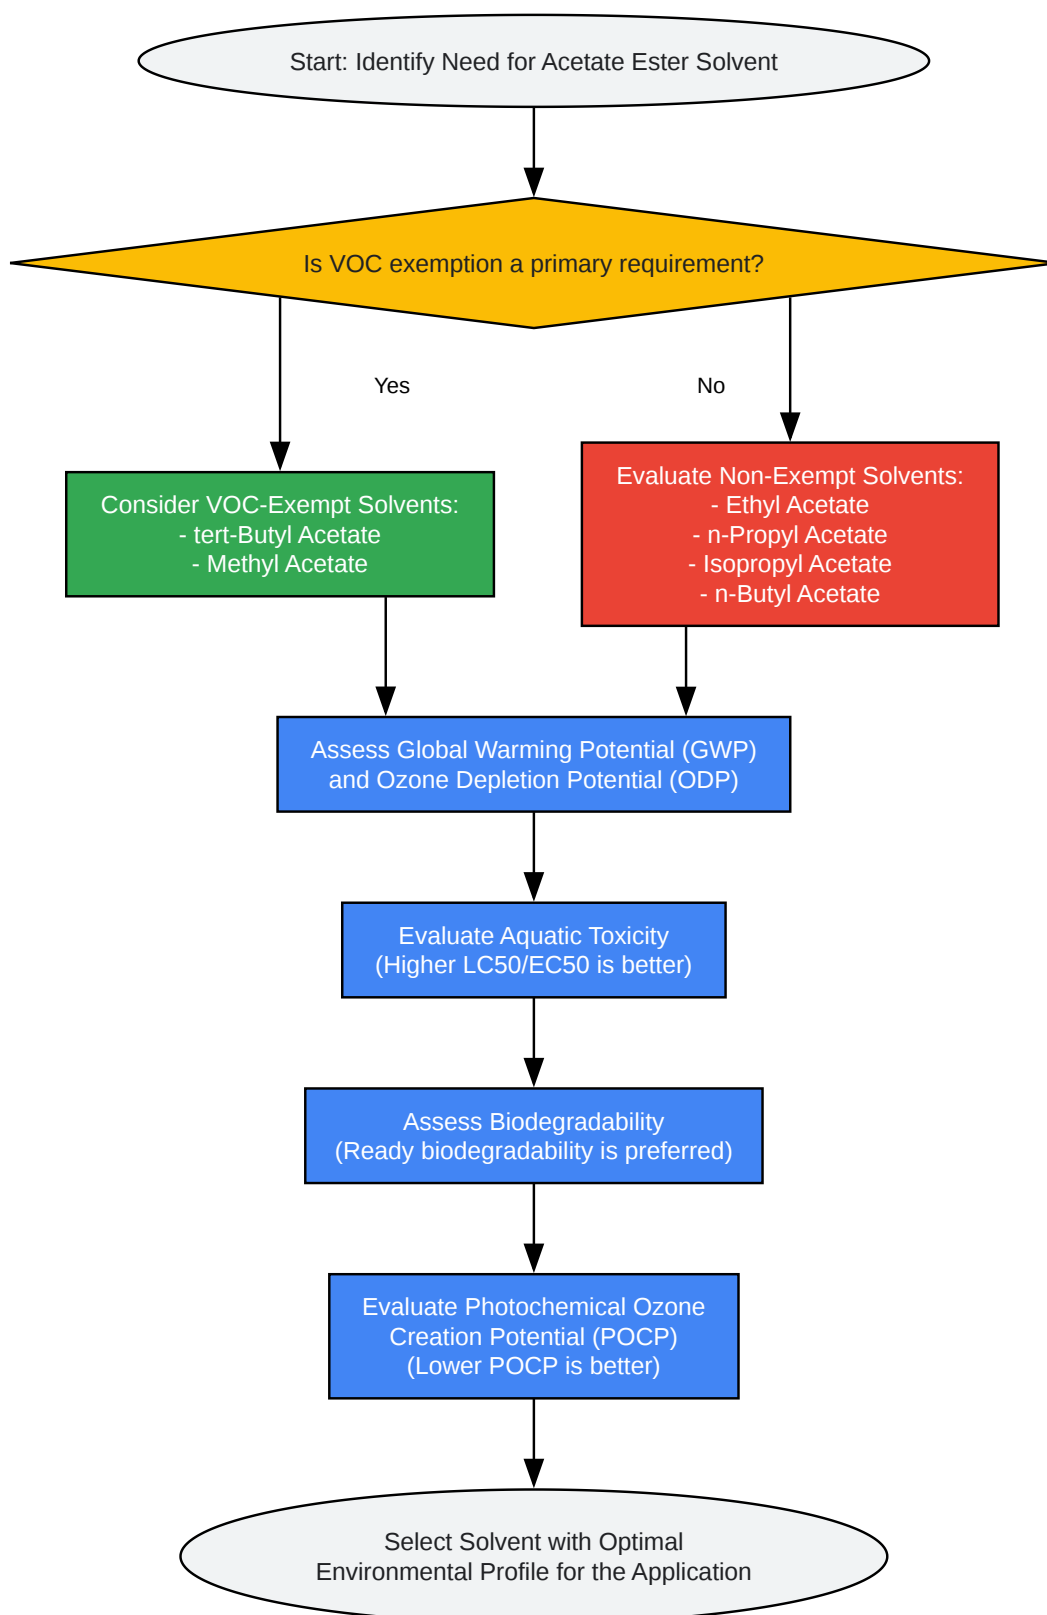 Start: Identify Need for Acetate Ester Solvent
Is VOC exemption a primary requirement?
Yes
No
Consider VOC-Exempt Solvents:
- tert-Butyl Acetate
- Methyl Acetate
Evaluate Non-Exempt Solvents:
- Ethyl Acetate
- n-Propyl Acetate
- Isopropyl Acetate
- n-Butyl Acetate
Assess Global Warming Potential (GWP)
and Ozone Depletion Potential (ODP)
Evaluate Aquatic Toxicity
(Higher LC50/EC50 is better)
Assess Biodegradability
(Ready biodegradability is preferred)
Evaluate Photochemical Ozone
Creation Potential (POCP)
(Lower POCP is better)
Select Solvent with Optimal
Environmental Profile for the Application